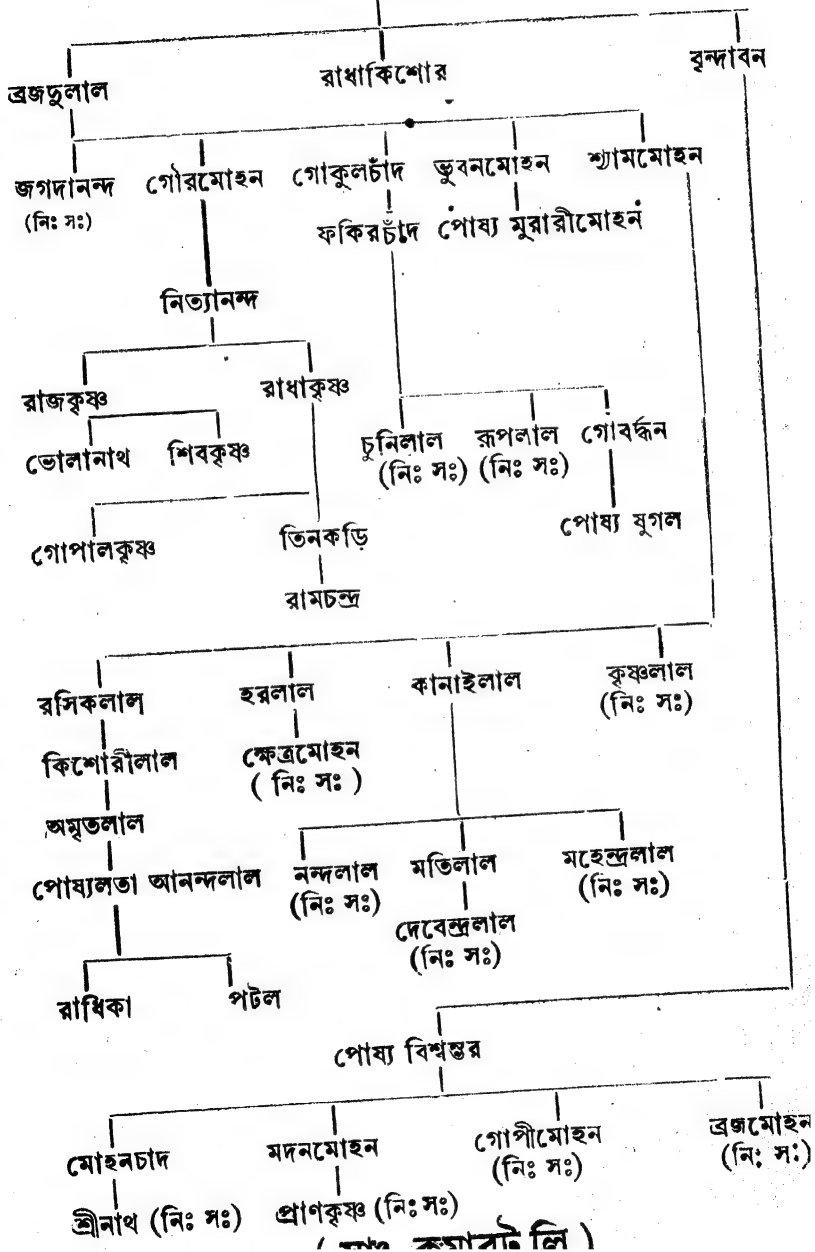 ব্রজদুলাল রাধাকিশোর বৃন্দাবন
জগদানন্দ গৌরমোহন গোকুলচাঁদ ভুবনমোহন শ্যামমোহন
(নিঃ সঃ)
ফকিরচাঁদ পোষ্য মুরারীমোহন
নিত্যানন্দ
রাজকৃষ্ণ রাধাকৃষ্ণ
ভোলানাথ শিবকৃষ্ণ চুনিলাল রূপলাল গোবর্দ্ধন
(নিঃ সঃ) (নিঃ সঃ)
গোপালকৃষ্ণ তিনকড়ি পোষ্য যুগল
রামচন্দ্র
রসিকলাল হরলাল কানাইলাল কৃষ্ণলাল
(নিঃ সঃ)
কিশোরীলাল ক্ষেত্রমোহন
( নিঃ সঃ )
অমৃতলাল
পোষ্যলতা আনন্দলাল নন্দলাল মতিলাল মহেন্দ্রলাল
(নিঃ সঃ) (নিঃ সঃ)
দেবেন্দ্রলাল
(নিঃ সঃ)
রাধিকা পটল
পোষ্য বিশ্বম্ভর
মোহনচাদ মদনমোহন গোপীমোহন ব্রজমোহন
(নিঃ সঃ) (নিঃ সঃ)
শ্রীনাথ (নিঃ সঃ) প্রাণকৃষ্ণ (নিঃ সঃ)